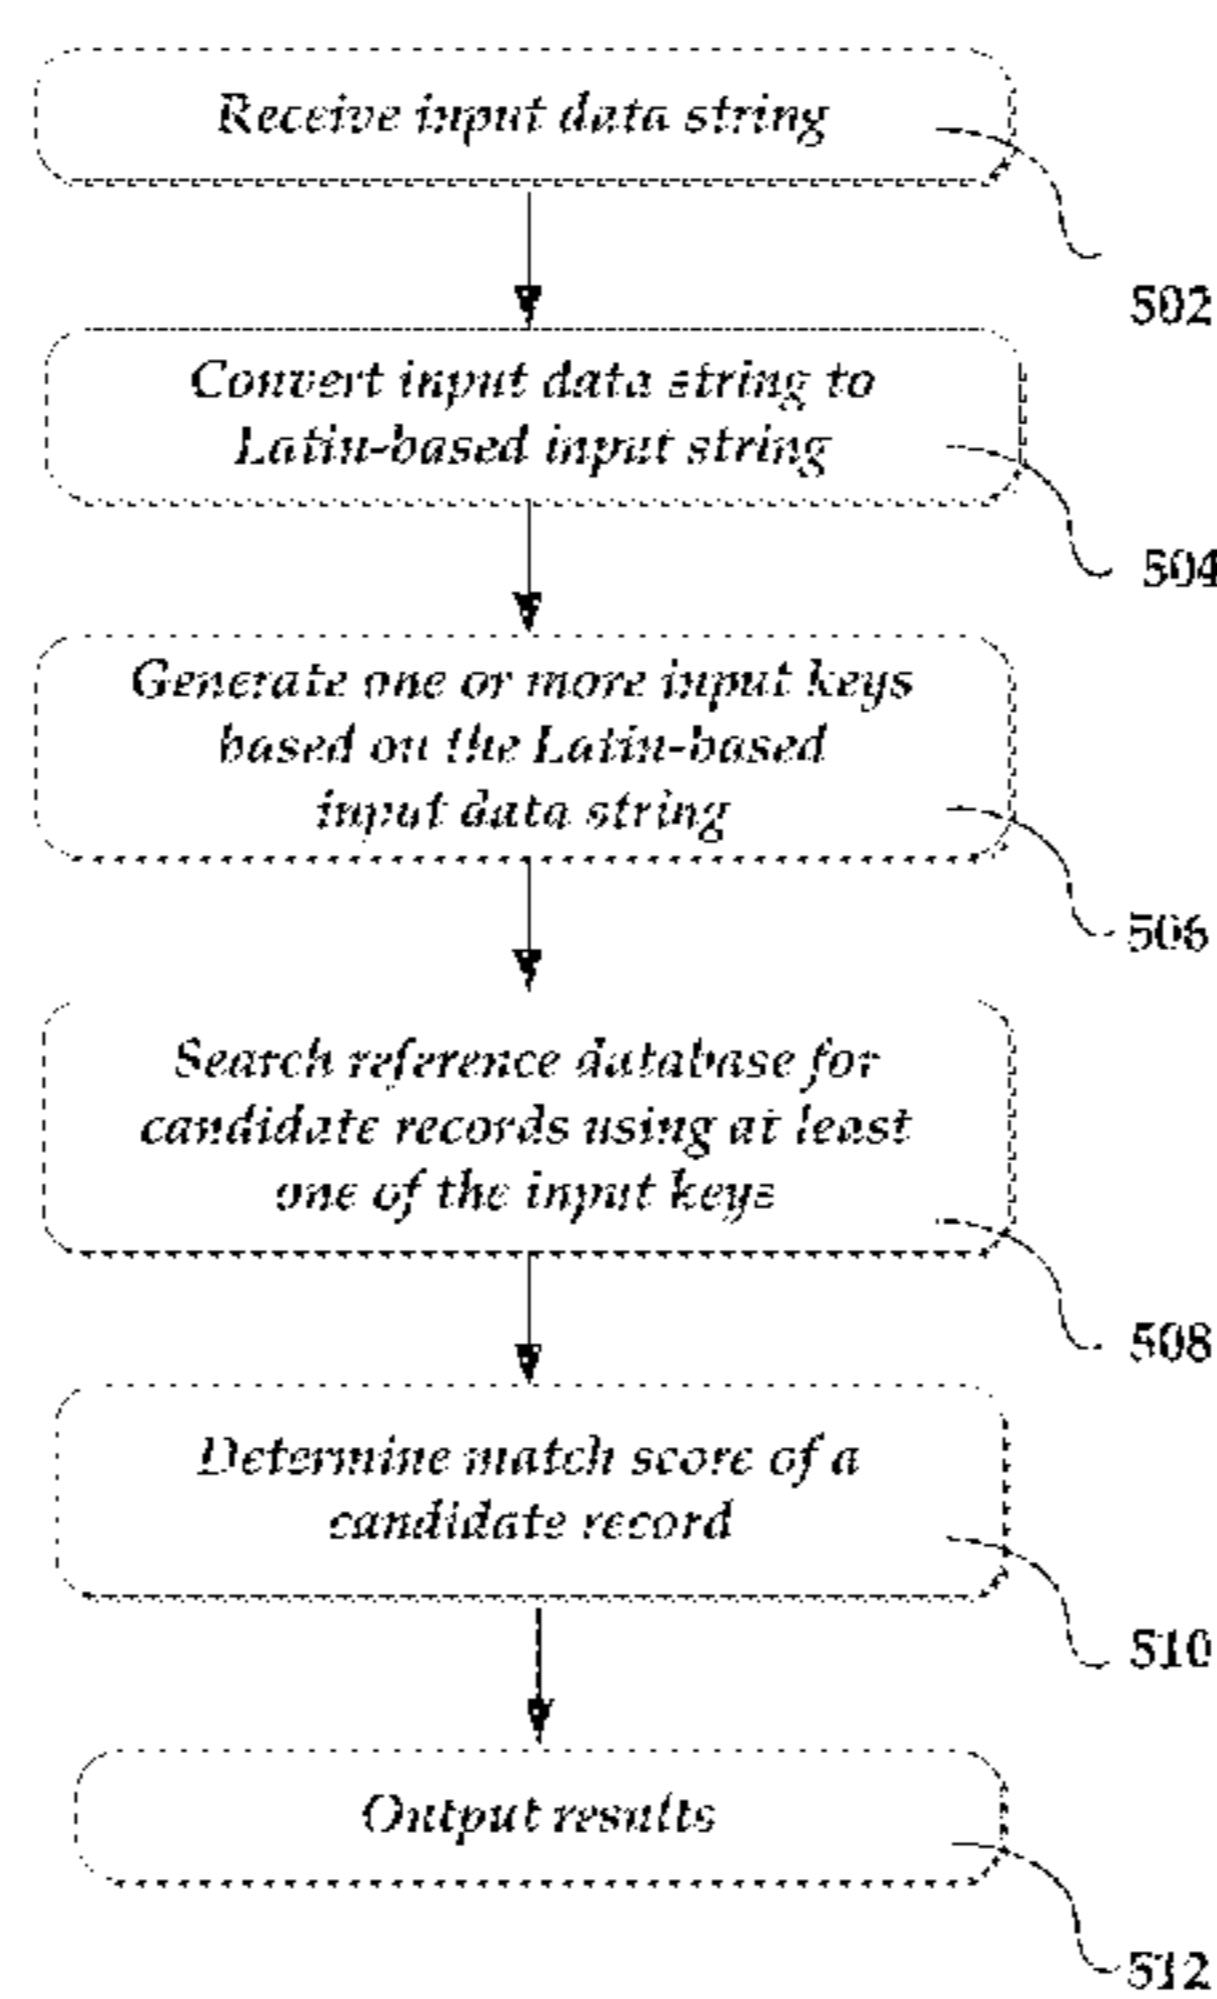 Receive input data string
502
Convert input data string to
Latin-based input string
504
Generate one or more input keys
based on the Latin-based
input data string
506
Search reference database for
candidate records using at least
one of the input keys
508
Determine match score of a
candidate record
510
Output results
512